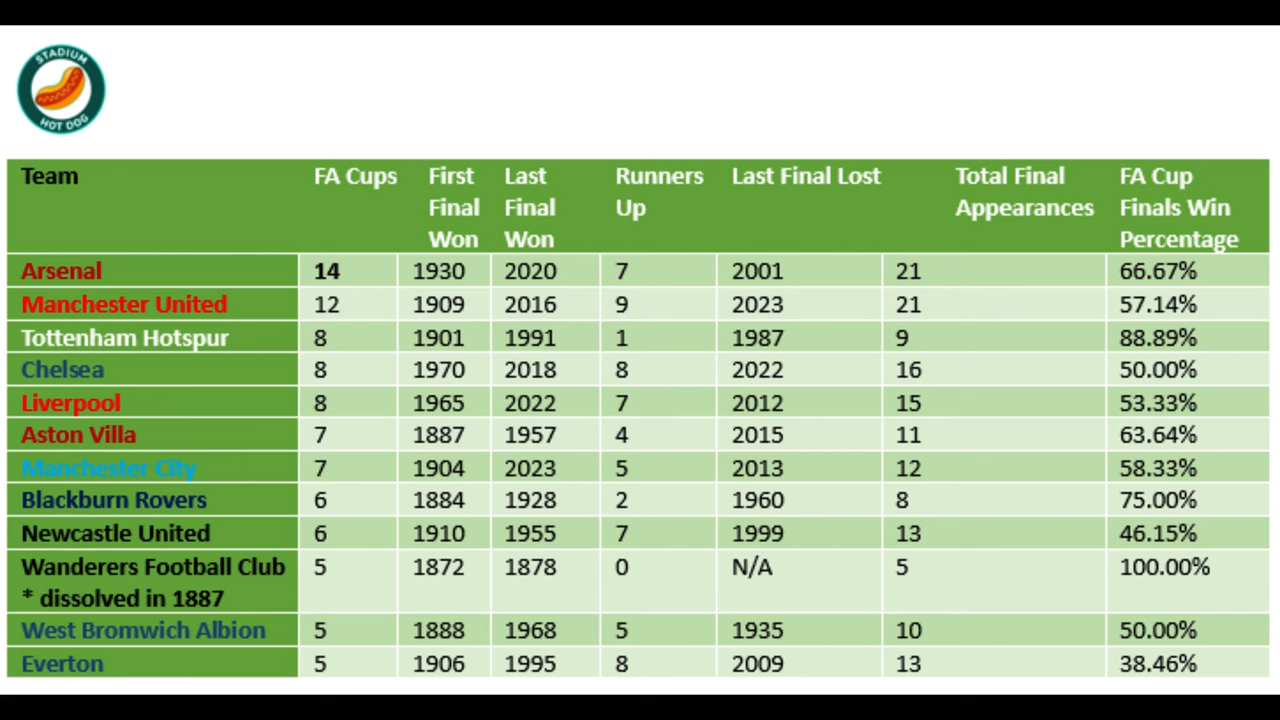 STADIUM
HOT DOG
Team FA Cups First Final Won Last Final Won Runners Up Last Final Lost Total Final Appearances FA Cup Finals Win Percentage
Arsenal 14 1930 2020 7 2001 21 66.67%
Manchester United 12 1909 2016 9 2023 21 57.14%
Tottenham Hotspur 8 1901 1991 1 1987 9 88.89%
Chelsea 8 1970 2018 8 2022 16 50.00%
Liverpool 8 1965 2022 7 2012 15 53.33%
Aston Villa 7 1887 1957 4 2015 11 63.64%
Manchester City 7 1904 2023 5 2013 12 58.33%
Blackburn Rovers 6 1884 1928 2 1960 8 75.00%
Newcastle United 6 1910 1955 7 1999 13 46.15%
Wanderers Football Club 5 1872 1878 0 N/A 5 100.00%
* dissolved in 1887
West Bromwich Albion 5 1888 1968 5 1935 10 50.00%
Everton 5 1906 1995 8 2009 13 38.46%